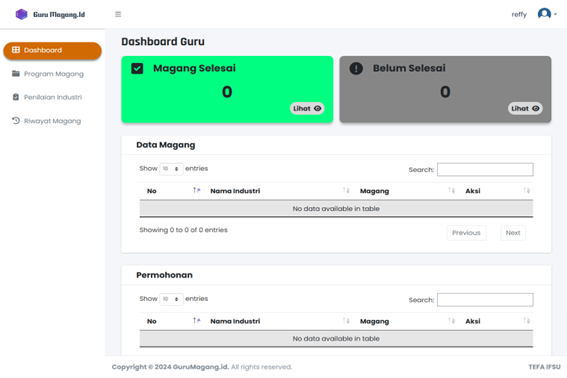 Guru Magang.Id
reffy
Dashboard
Program Magang
Penilaian Industri
Riwayat Magang
Dashboard Guru
Magang Selesai
0
Lihat
Belum Selesai
0
Lihat
Data Magang
Show 10 entries
Search:
No Nama Industri Magang Aksi
No data available in table
Showing 0 to 0 of 0 entries
Previous Next
Permohonan
Show 10 entries
Search:
No Nama Industri Magang Aksi
No data available in table
Copyright © 2024 GuruMagang.id. All rights reserved.
TEFA IFSU